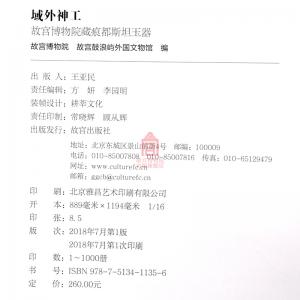 域外神工
故宫博物院藏痕都斯坦玉器
故宫博物院 故宫鼓浪屿外国文物馆 编
出 版 人：王亚民
责任编辑：方 妍 李园明
装帧设计：耕莘文化
责任印制：常晓辉 顾从辉
出版发行：故宫出版社
地址：北京东城区景山前街4号 邮编：100009
电话：010-85007808 010-85007816 传真：010-65129479
网址：www.culturefc.cn
邮箱：ggcb@culturefc.cn
印 刷：北京雅昌艺术印刷有限公司
开 本：889毫米×1194毫米 1/16
印 张：8.5
版 次：2018年7月第1版
2018年7月第1次印刷
印 数：1～1000册
书 号：ISBN 978-7-5134-1135-6
定 价：260.00元